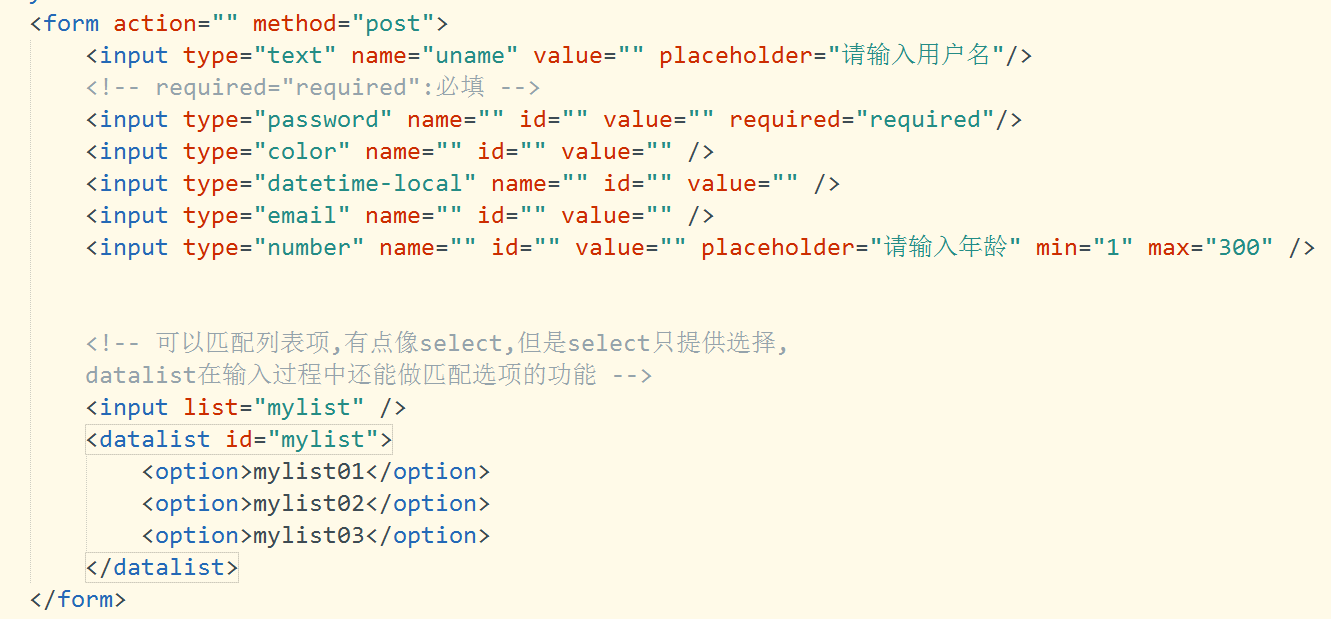 <form action="" method="post">
<input type="text" name="uname" value="" placeholder="请输入用户名"/>
<!-- required="required":必填 -->
<input type="password" name="" id="" value="" required="required"/>
<input type="color" name="" id="" value="" />
<input type="datetime-local" name="" id="" value="" />
<input type="email" name="" id="" value="" />
<input type="number" name="" id="" value="" placeholder="请输入年龄" min="1" max="300" />
<!-- 可以匹配列表项,有点像select,但是select只提供选择,
datalist在输入过程中还能做匹配选项的功能 -->
<input list="mylist" />
<datalist id="mylist">
<option>mylist01</option>
<option>mylist02</option>
<option>mylist03</option>
</datalist>
</form>